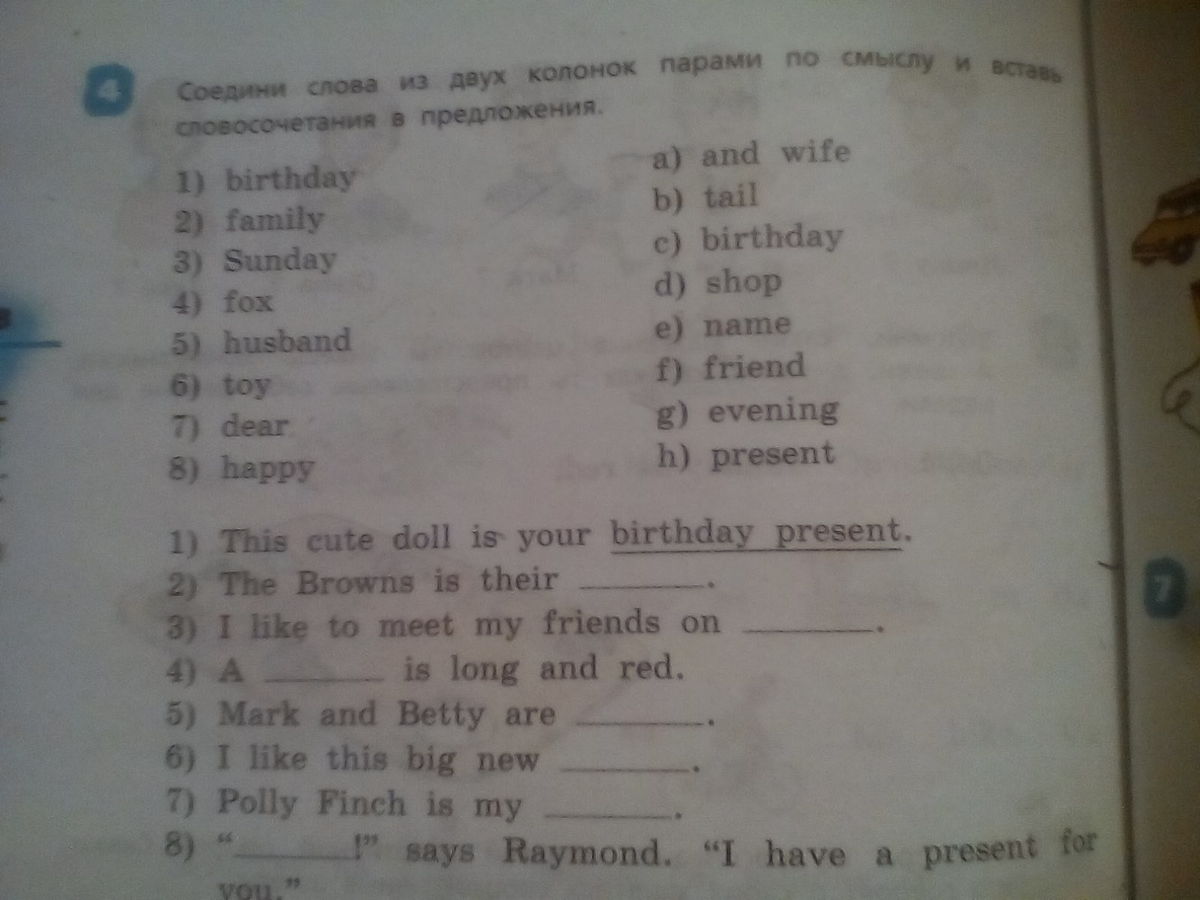 4 Соедини слова из двух колонок парами по смыслу и вставь
словосочетания в предложения.
1) birthday
2) family
3) Sunday
4) fox
5) husband
6) toy
7) dear
8) happy
a) and wife
b) tail
c) birthday
d) shop
e) name
f) friend
g) evening
h) present
1) This cute doll is your birthday present.
2) The Browns is their ________.
3) I like to meet my friends on ________.
4) A ________ is long and red.
5) Mark and Betty are ________.
6) I like this big new ________.
7) Polly Finch is my ________.
8) “________!” says Raymond. “I have a present for
you.”
7